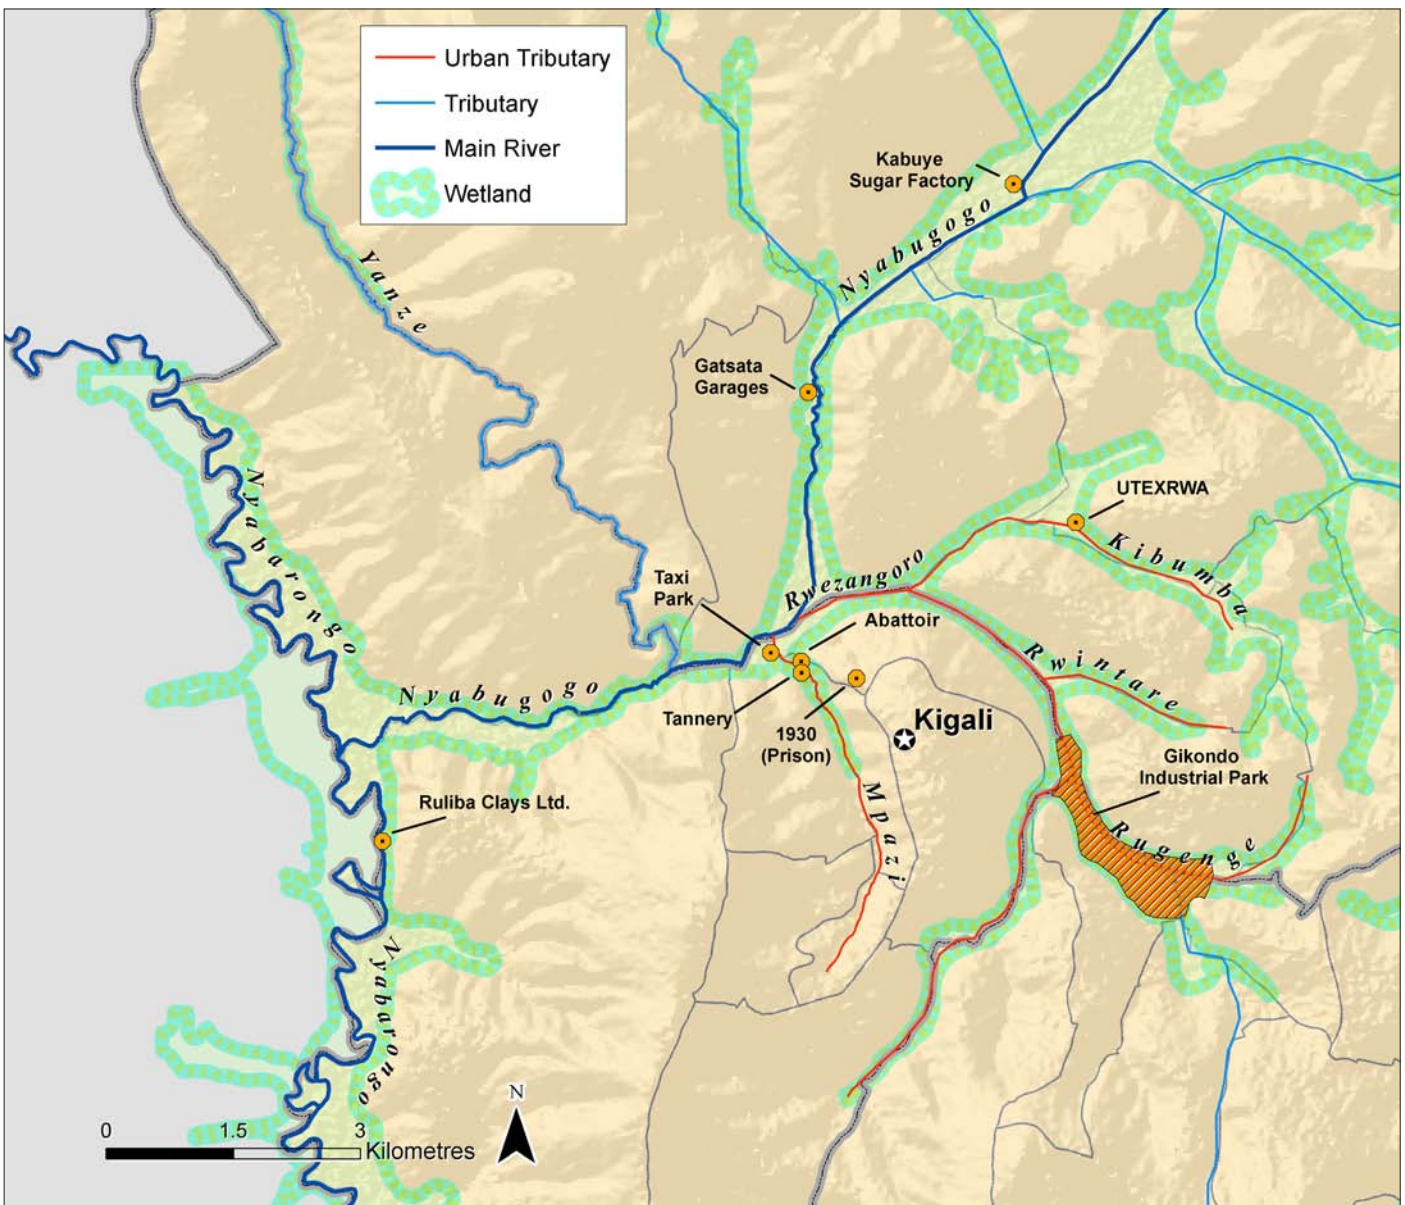 Urban Tributary
Tributary
Main River
Wetland
Kabuye
Sugar Factory
Nyabugogo
Yanze
Gatsata
Garages
Nyabarongo
UTEXRWA
Kibumba
Rwezangoro
Taxi
Park
Abattoir
Rwintare
Nyabugogo
Tannery
1930
(Prison)
Kigali
Gikondo
Industrial Park
Mpazi
Ruliba Clays Ltd.
Rugenge
Nyabarongo
N
0 1.5 3
Kilometres